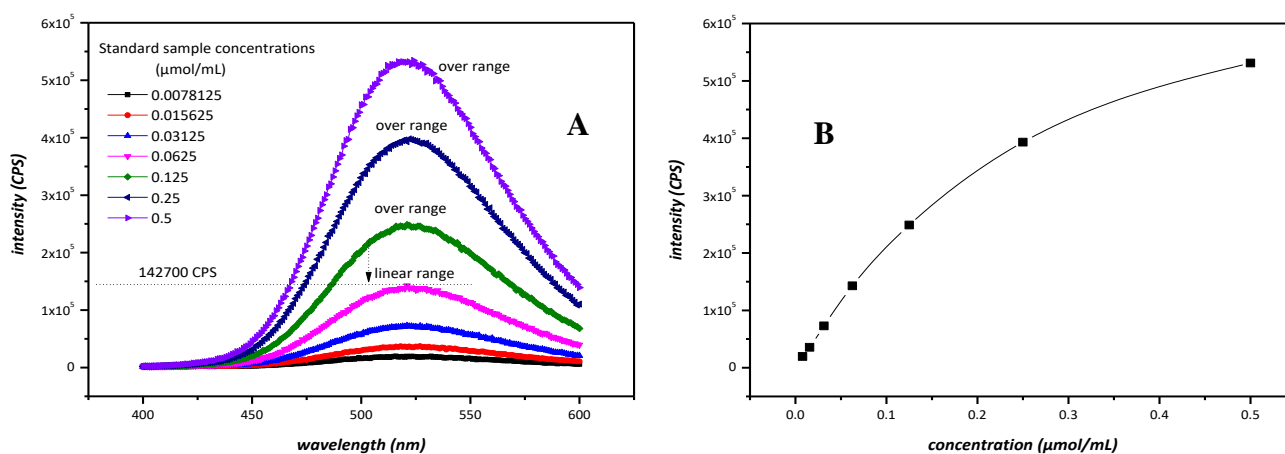 6x10⁵
5x10⁵
4x10⁵
3x10⁵
2x10⁵
1x10⁵
0
intensity (CPS)
Standard sample concentrations
(µmol/mL)
0.0078125
0.015625
0.03125
0.0625
0.125
0.25
0.5
over range
over range
over range
linear range
142700 CPS
A
400 450 500 550 600
wavelength (nm)
6x10⁵
5x10⁵
4x10⁵
3x10⁵
2x10⁵
1x10⁵
0
intensity (CPS)
B
0.0 0.1 0.2 0.3 0.4 0.5
concentration (µmol/mL)